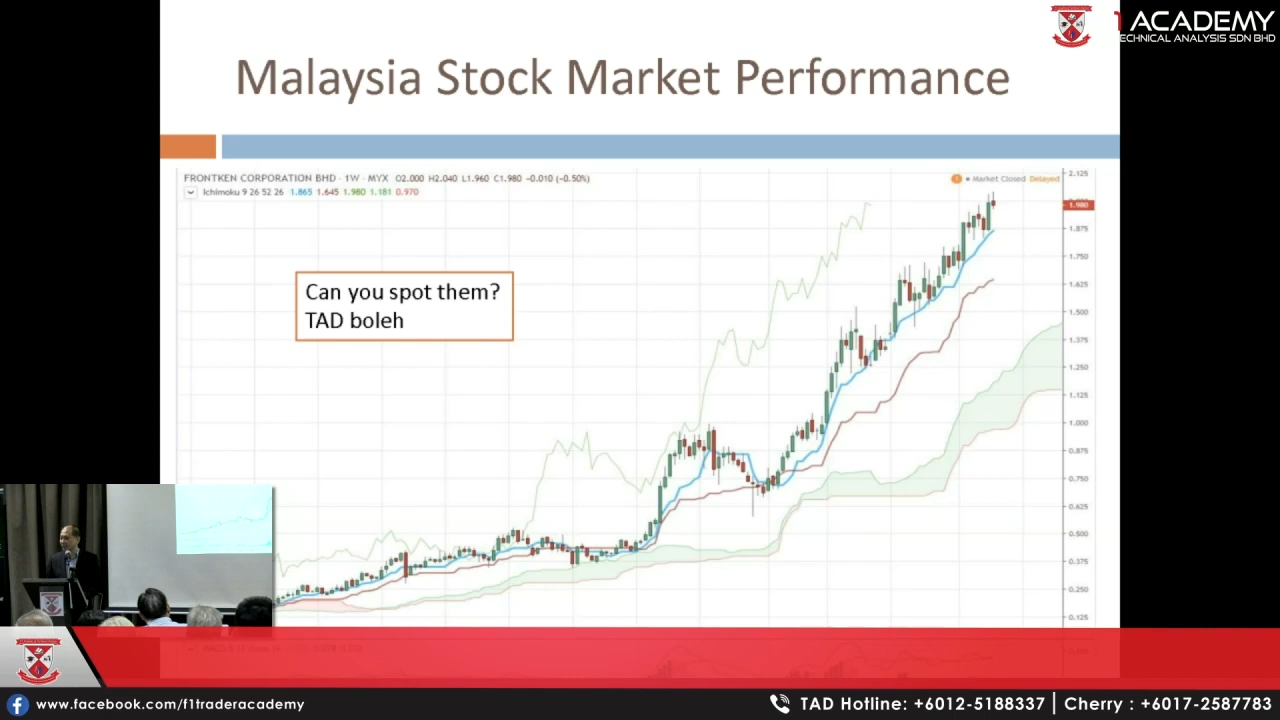 1 ACADEMY
TECHNICAL ANALYSIS SDN BHD
Malaysia Stock Market Performance
FRONTKEN CORPORATION BHD · 1W · MYX O2.000 H2.040 L1.960 C1.980 -0.010 (-0.50%)
Market Closed Delayed
Ichimoku 9 26 52 26 1.865 1.645 1.980 1.181 0.970
Can you spot them?
TAD boleh
2.125
1.980
1.875
1.750
1.625
1.500
1.375
1.250
1.125
1.000
0.875
0.750
0.625
0.500
0.375
0.250
0.125
www.facebook.com/f1traderacademy
TAD Hotline: +6012-5188337 | Cherry : +6017-2587783